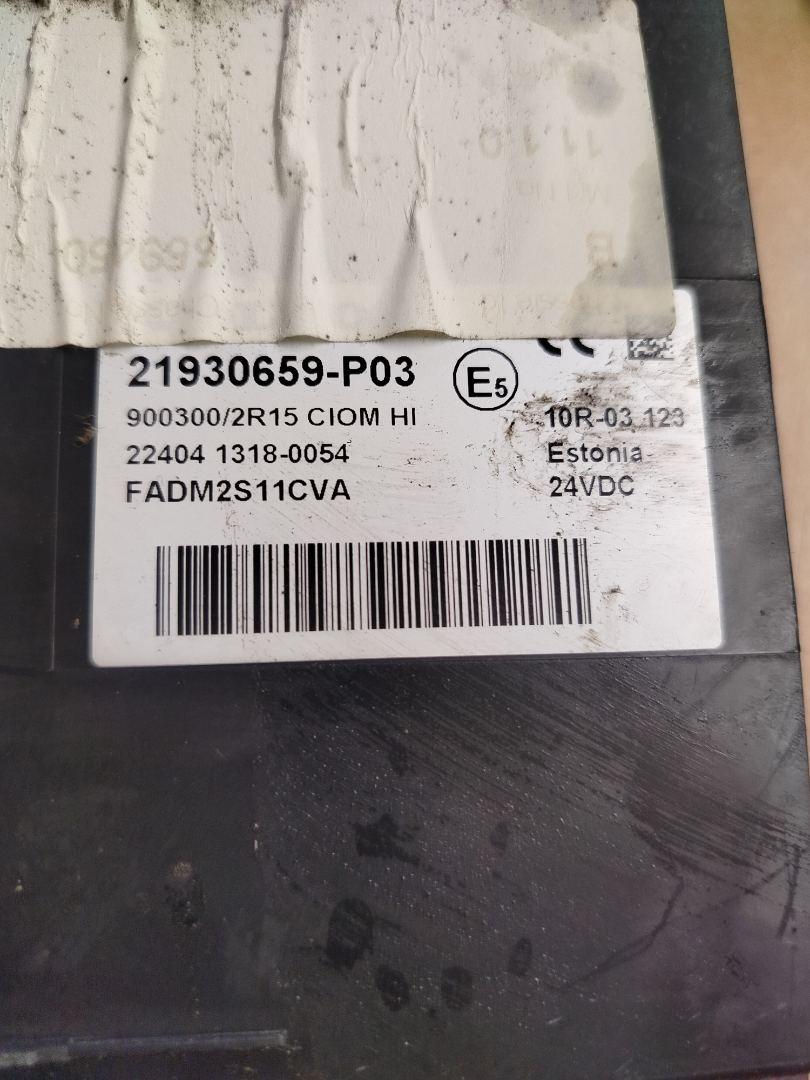 21930659-P03
E5
900300/2R15 CIOM HI
10R-03 123
22404 1318-0054
Estonia
FADM2S11CVA
24VDC